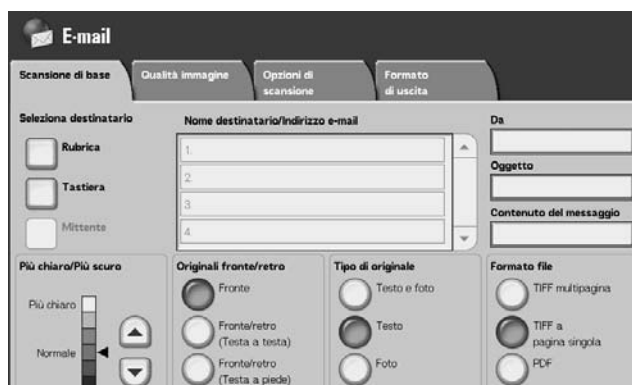 E-mail
Scansione di base
Qualità immagine
Opzioni di
scansione
Formato
di uscita
Seleziona destinatario
Rubrica
Tastiera
Mittente
Nome destinatario/Indirizzo e-mail
1.
2
3
4.
Da
Oggetto
Contenuto del messaggio
Più chiaro/Più scuro
Più chiaro
Normale
Originali fronte/retro
Fronte
Fronte/retro
(Testa a testa)
Fronte/retro
(Testa a piede)
Tipo di originale
Testo e foto
Testo
Foto
Formato file
TIFF multipagina
TIFF a
pagina singola
PDF